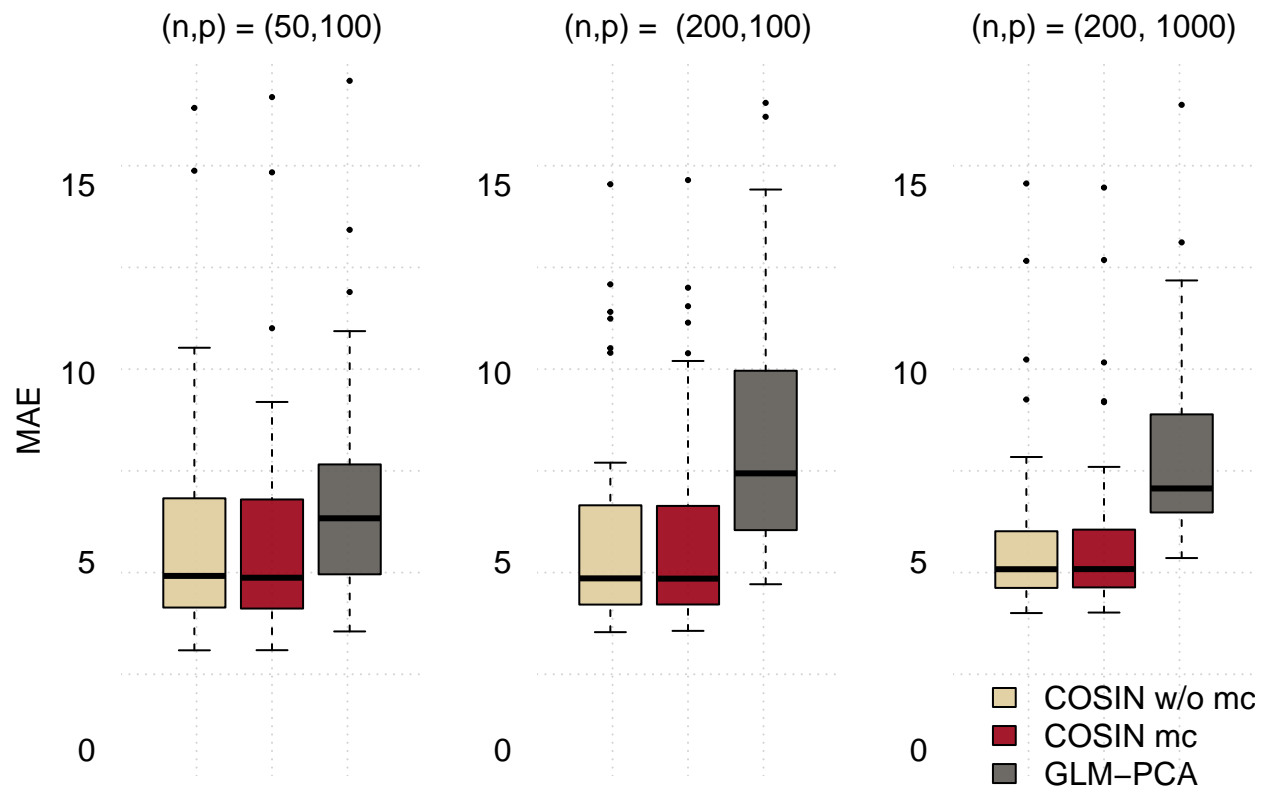 (n,p) = (50,100)
(n,p) =  (200,100)
(n,p) = (200, 1000)
MAE
15
10
5
0
15
10
5
0
15
10
5
0
COSIN w/o mc
COSIN mc
GLM−PCA